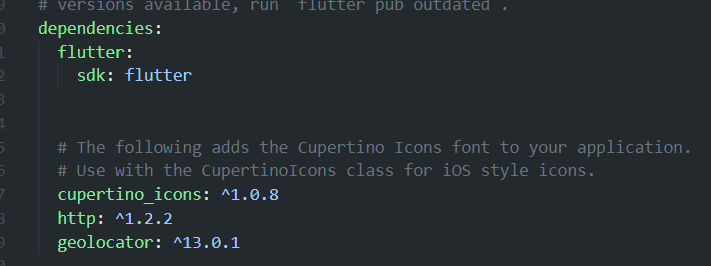 # versions available, run `flutter pub outdated`.
dependencies:
flutter:
sdk: flutter
# The following adds the Cupertino Icons font to your application.
# Use with the CupertinoIcons class for iOS style icons.
cupertino_icons: ^1.0.8
http: ^1.2.2
geolocator: ^13.0.1